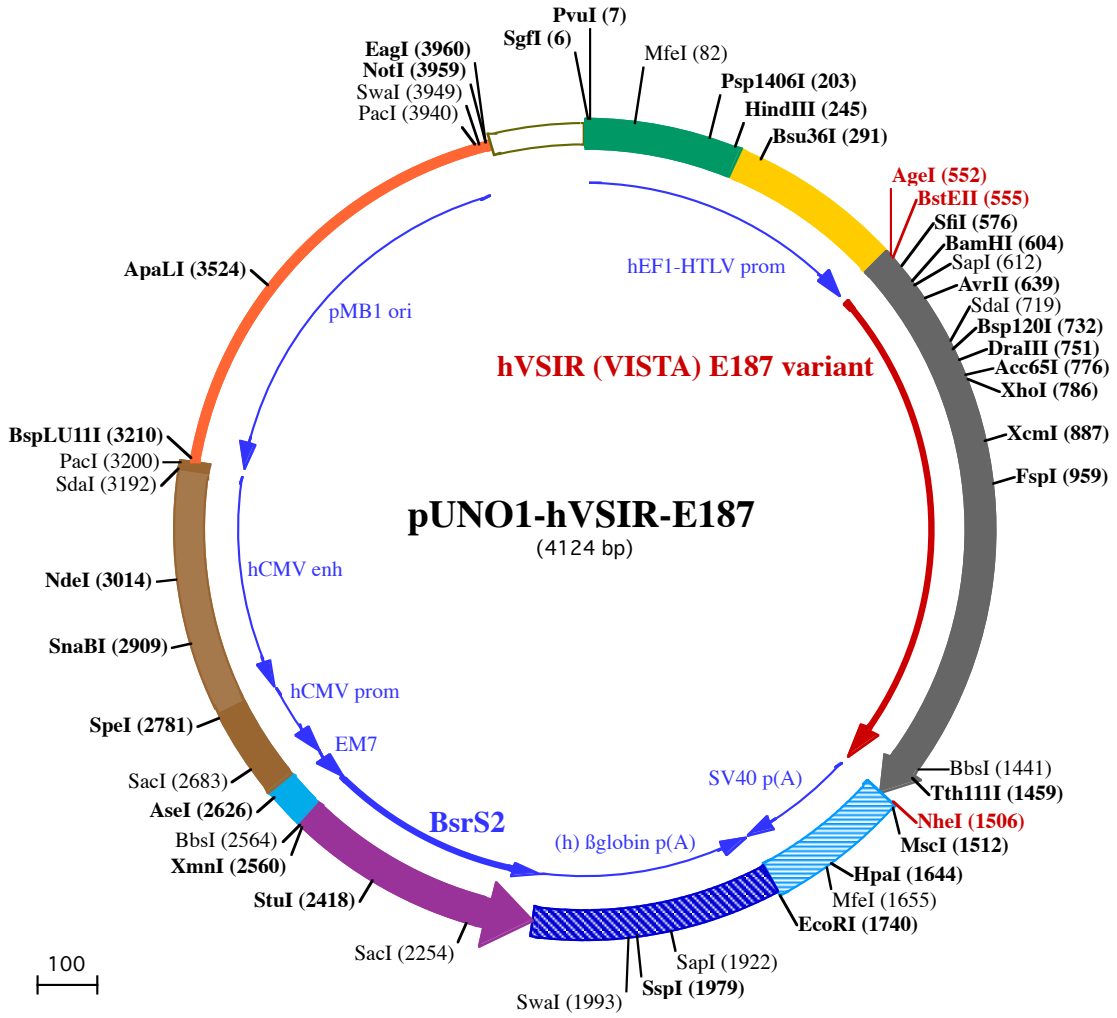 PvuI (7)
SgfI (6)
MfeI (82)
Psp1406I (203)
HindIII (245)
Bsu36I (291)
AgeI (552)
BstEII (555)
SfiI (576)
BamHI (604)
SapI (612)
AvrII (639)
SdaI (719)
Bsp120I (732)
DraIII (751)
Acc65I (776)
XhoI (786)
XcmI (887)
FspI (959)
BbsI (1441)
Tth111I (1459)
NheI (1506)
MscI (1512)
HpaI (1644)
MfeI (1655)
EcoRI (1740)
SapI (1922)
SspI (1979)
SwaI (1993)
SacI (2254)
StuI (2418)
XmnI (2560)
BbsI (2564)
AseI (2626)
SacI (2683)
SpeI (2781)
SnaBI (2909)
NdeI (3014)
SdaI (3192)
PacI (3200)
BspLU11I (3210)
ApaLI (3524)
PacI (3940)
SwaI (3949)
NotI (3959)
EagI (3960)
hEF1-HTLV prom
pMB1 ori
hVSIR (VISTA) E187 variant
pUNO1-hVSIR-E187
(4124 bp)
hCMV enh
hCMV prom
EM7
BsrS2
(h) ßglobin p(A)
SV40 p(A)
100